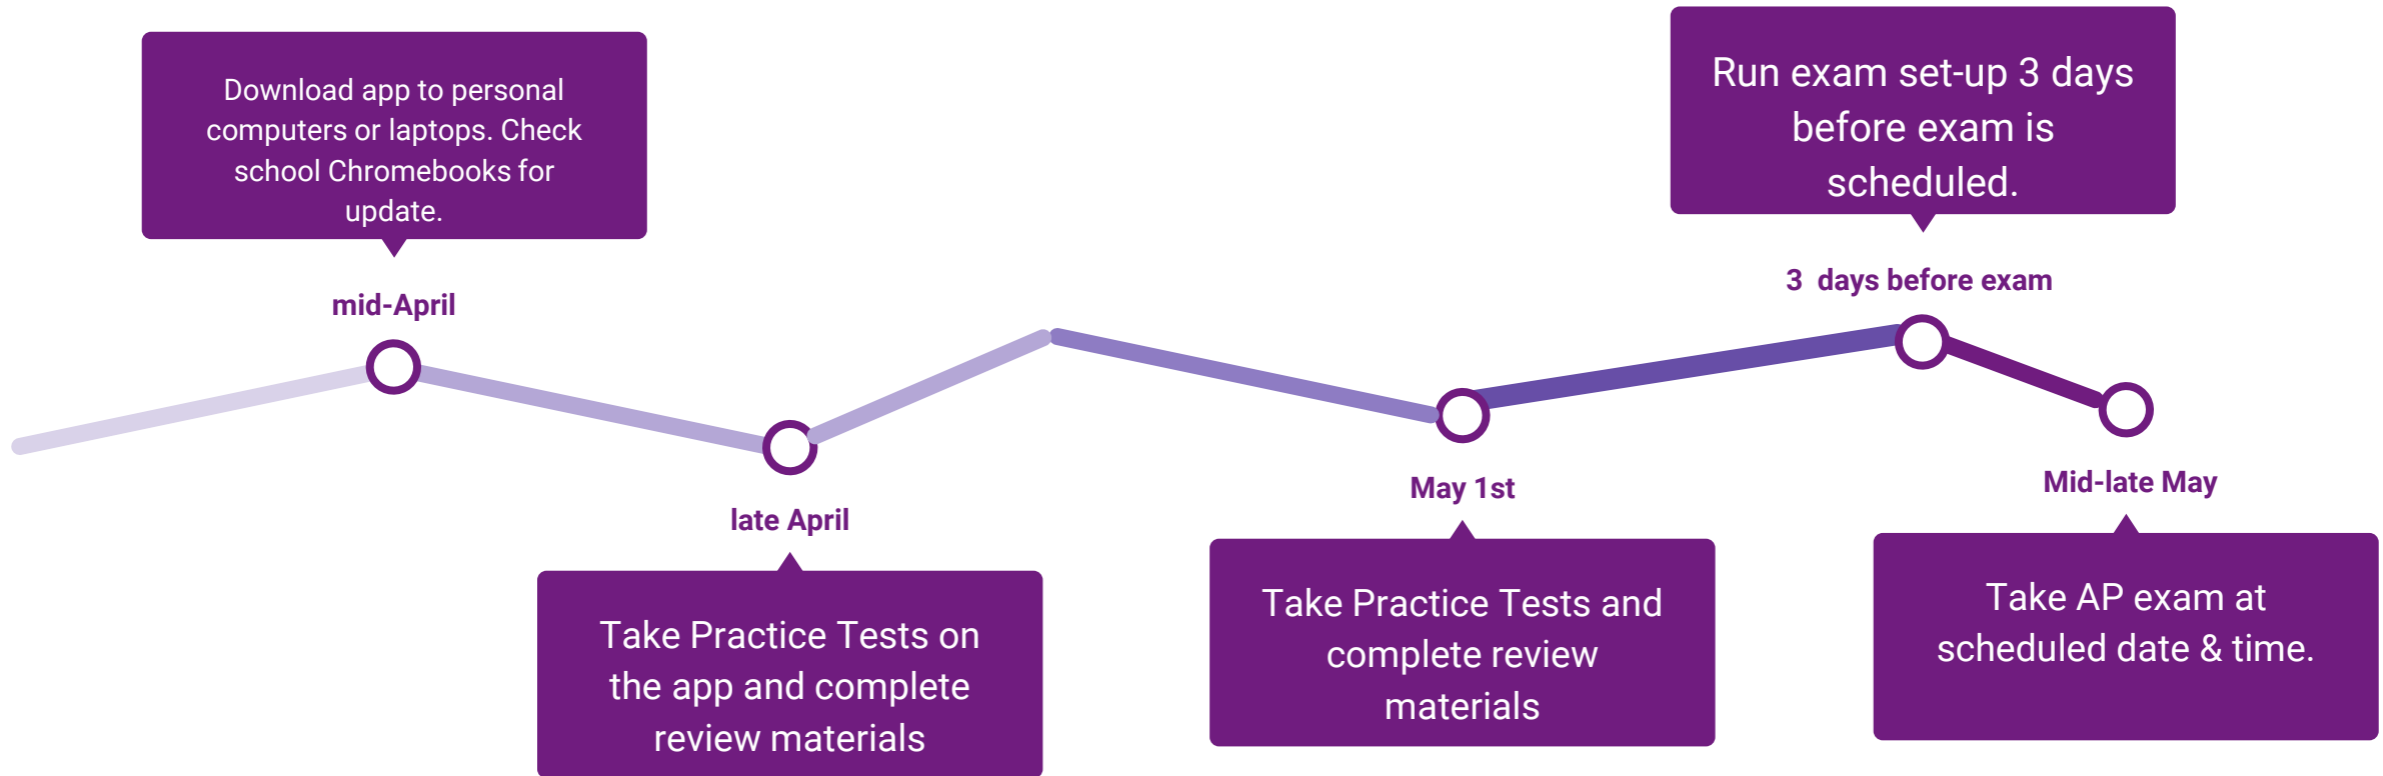 Download app to personal
computers or laptops. Check
school Chromebooks for
update.
mid-April
late April
Take Practice Tests on
the app and complete
review materials
May 1st
Take Practice Tests and
complete review
materials
Run exam set-up 3 days
before exam is
scheduled.
3  days before exam
Mid-late May
Take AP exam at
scheduled date & time.